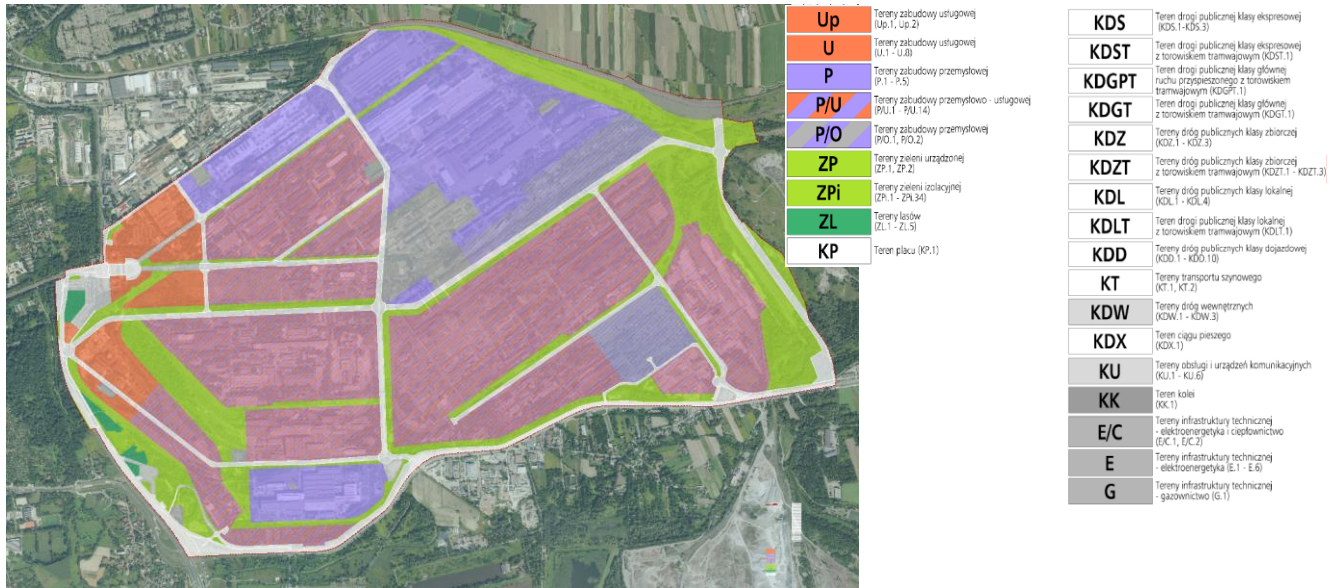 Up Tereny zabudowy usługowej
(Up.1, Up.2)
U Tereny zabudowy usługowej
(U.1 - U.8)
P Tereny zabudowy przemysłowej
(P.1 - P.5)
P/U Tereny zabudowy przemysłowo - usługowej
(P/U.1 - P/U.14)
P/O Tereny zabudowy przemysłowej
(P/O.1, P/O.2)
ZP Tereny zieleni urządzonej
(ZP.1, ZP.2)
ZPi Tereny zieleni izolacyjnej
(ZPi.1 - ZPi.34)
ZL Tereny lasów
(ZL.1 - ZL.5)
KP Teren placu (KP.1)
KDS Teren drogi publicznej klasy ekspresowej
(KDS.1-KDS.3)
KDST Teren drogi publicznej klasy ekspresowej
z torowiskiem tramwajowym (KDST.1)
KDGPT Teren drogi publicznej klasy głównej
ruchu przyspieszonego z torowiskiem
tramwajowym (KDGPT.1)
KDGT Teren drogi publicznej klasy głównej
z torowiskiem tramwajowym (KDGT.1)
KDZ Tereny dróg publicznych klasy zbiorczej
(KDZ.1 - KDZ.3)
KDZT Tereny dróg publicznych klasy zbiorczej
z torowiskiem tramwajowym (KDZT.1 - KDZT.3)
KDL Tereny dróg publicznych klasy lokalnej
(KDL.1 - KDL.4)
KDLT Teren drogi publicznej klasy lokalnej
z torowiskiem tramwajowym (KDLT.1)
KDD Tereny dróg publicznych klasy dojazdowej
(KDD.1 - KDD.10)
KT Tereny transportu szynowego
(KT.1, KT.2)
KDW Tereny dróg wewnętrznych
(KDW.1 - KDW.3)
KDX Teren ciągu pieszego
(KDX.1)
KU Tereny obsługi i urządzeń komunikacyjnych
(KU.1 - KU.6)
KK Teren kolei
(KK.1)
E/C Tereny infrastruktury technicznej
- elektroenergetyka i ciepłownictwo
(E/C.1, E/C.2)
E Tereny infrastruktury technicznej
- elektroenergetyka (E.1 - E.6)
G Tereny infrastruktury technicznej
- gazownictwo (G.1)